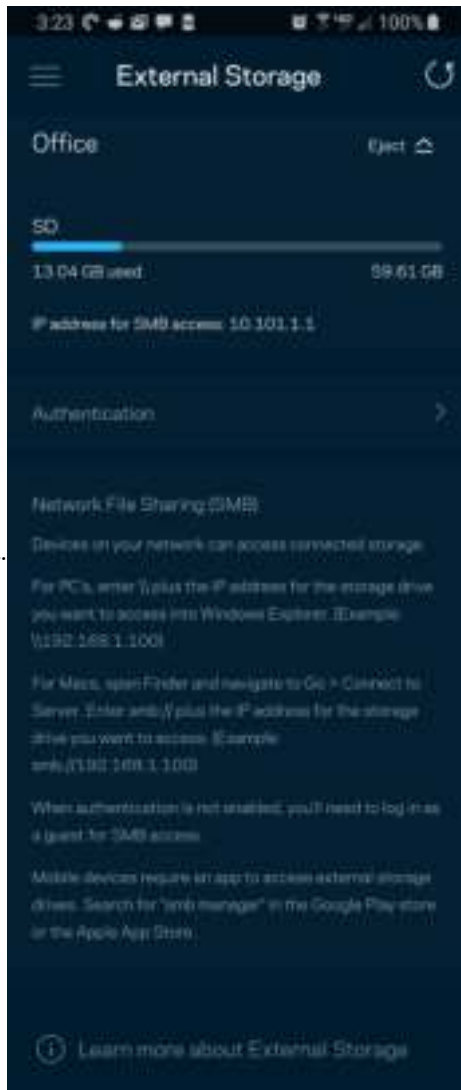 3:23
100%
External Storage
Office
Eject
SD
13.04 GB used
59.61 GB
IP address for SMB access: 10.101.1.1
Authentication
Network File Sharing (SMB)
Devices on your network can access connected storage.
For PC's, enter \\ plus the IP address for the storage drive
you want to access into Windows Explorer. (Example:
\\192.168.1.100)
For Macs, open Finder and navigate to Go > Connect to
Server. Enter smb:// plus the IP address for the storage
drive you want to access. (Example:
smb://192.168.1.100)
When authentication is not enabled, you'll need to log in as
a guest for SMB access.
Mobile devices require an app to access external storage
drives. Search for "smb manager" in the Google Play store
or the Apple App Store.
Learn more about External Storage